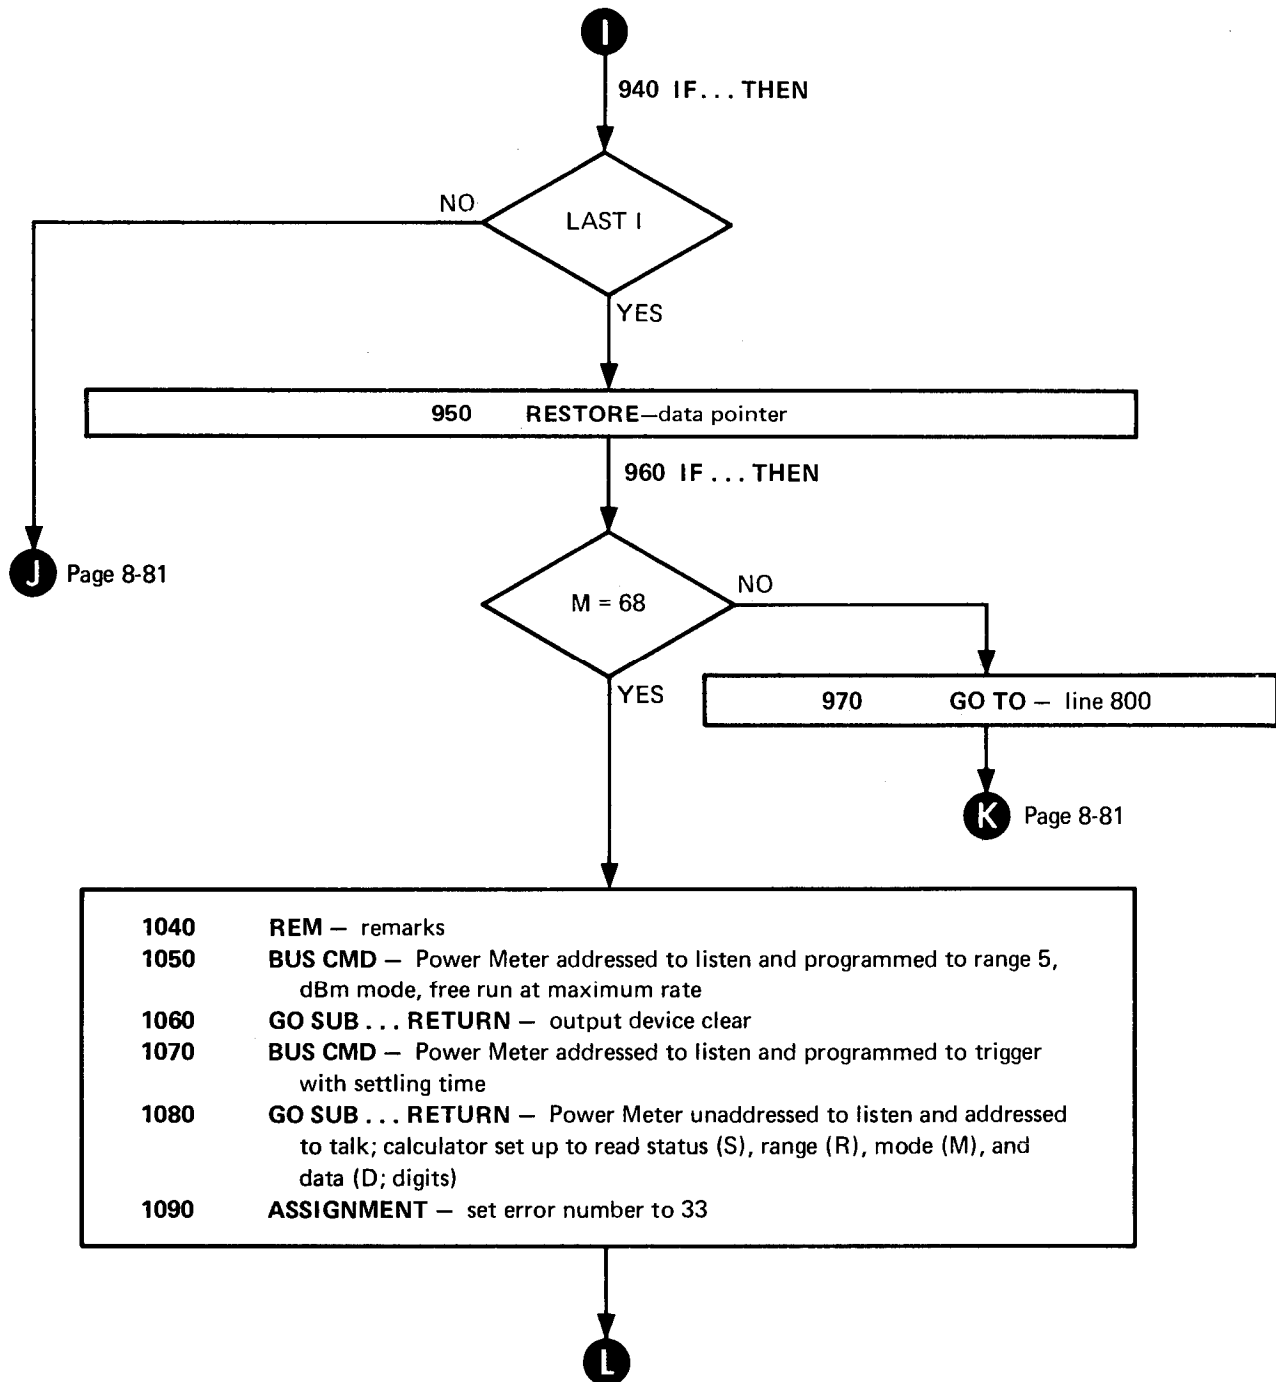 I
940 IF... THEN
NO
LAST I
YES
950 RESTORE—data pointer
960 IF... THEN
J Page 8-81
M = 68
NO
YES
970 GO TO — line 800
K Page 8-81
1040 REM — remarks
1050 BUS CMD — Power Meter addressed to listen and programmed to range 5,
dBm mode, free run at maximum rate
1060 GO SUB... RETURN — output device clear
1070 BUS CMD — Power Meter addressed to listen and programmed to trigger
with settling time
1080 GO SUB... RETURN — Power Meter unaddressed to listen and addressed
to talk; calculator set up to read status (S), range (R), mode (M), and
data (D; digits)
1090 ASSIGNMENT — set error number to 33
L